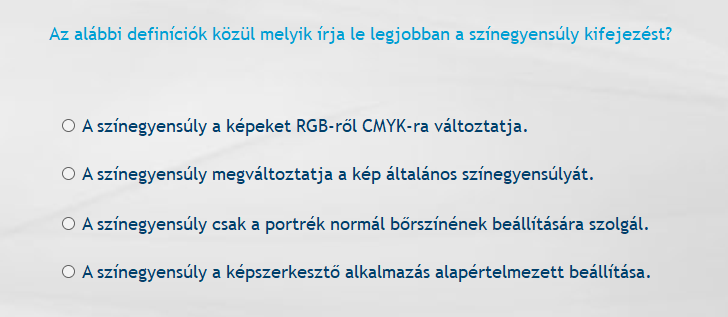 Az alábbi definíciók közül melyik írja le legjobban a színegyensúly kifejezést?
A színegyensúly a képeket RGB-ről CMYK-ra változtatja.
A színegyensúly megváltoztatja a kép általános színegyensúlyát.
A színegyensúly csak a portrék normál bőrszínének beállítására szolgál.
A színegyensúly a képszerkesztő alkalmazás alapértelmezett beállítása.